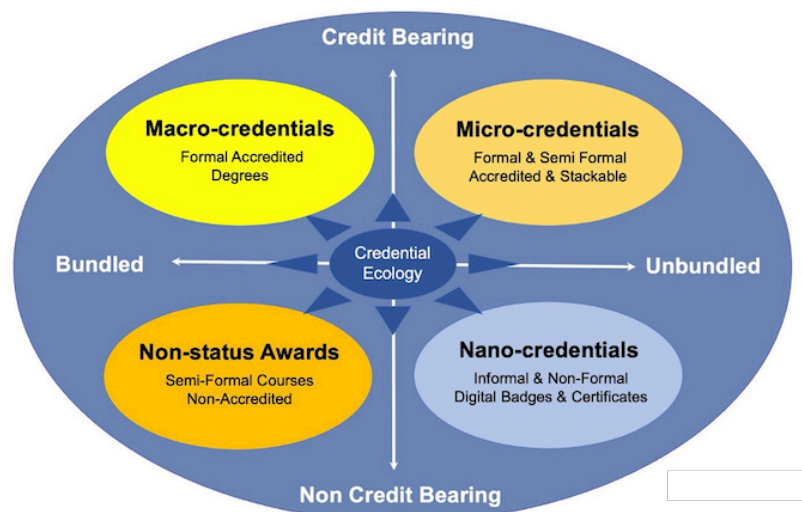 Credit Bearing
Macro-credentials
Formal Accredited
Degrees
Micro-credentials
Formal & Semi Formal
Accredited & Stackable
Bundled
Credential
Ecology
Unbundled
Non-status Awards
Semi-Formal Courses
Non-Accredited
Nano-credentials
Informal & Non-Formal
Digital Badges & Certificates
Non Credit Bearing